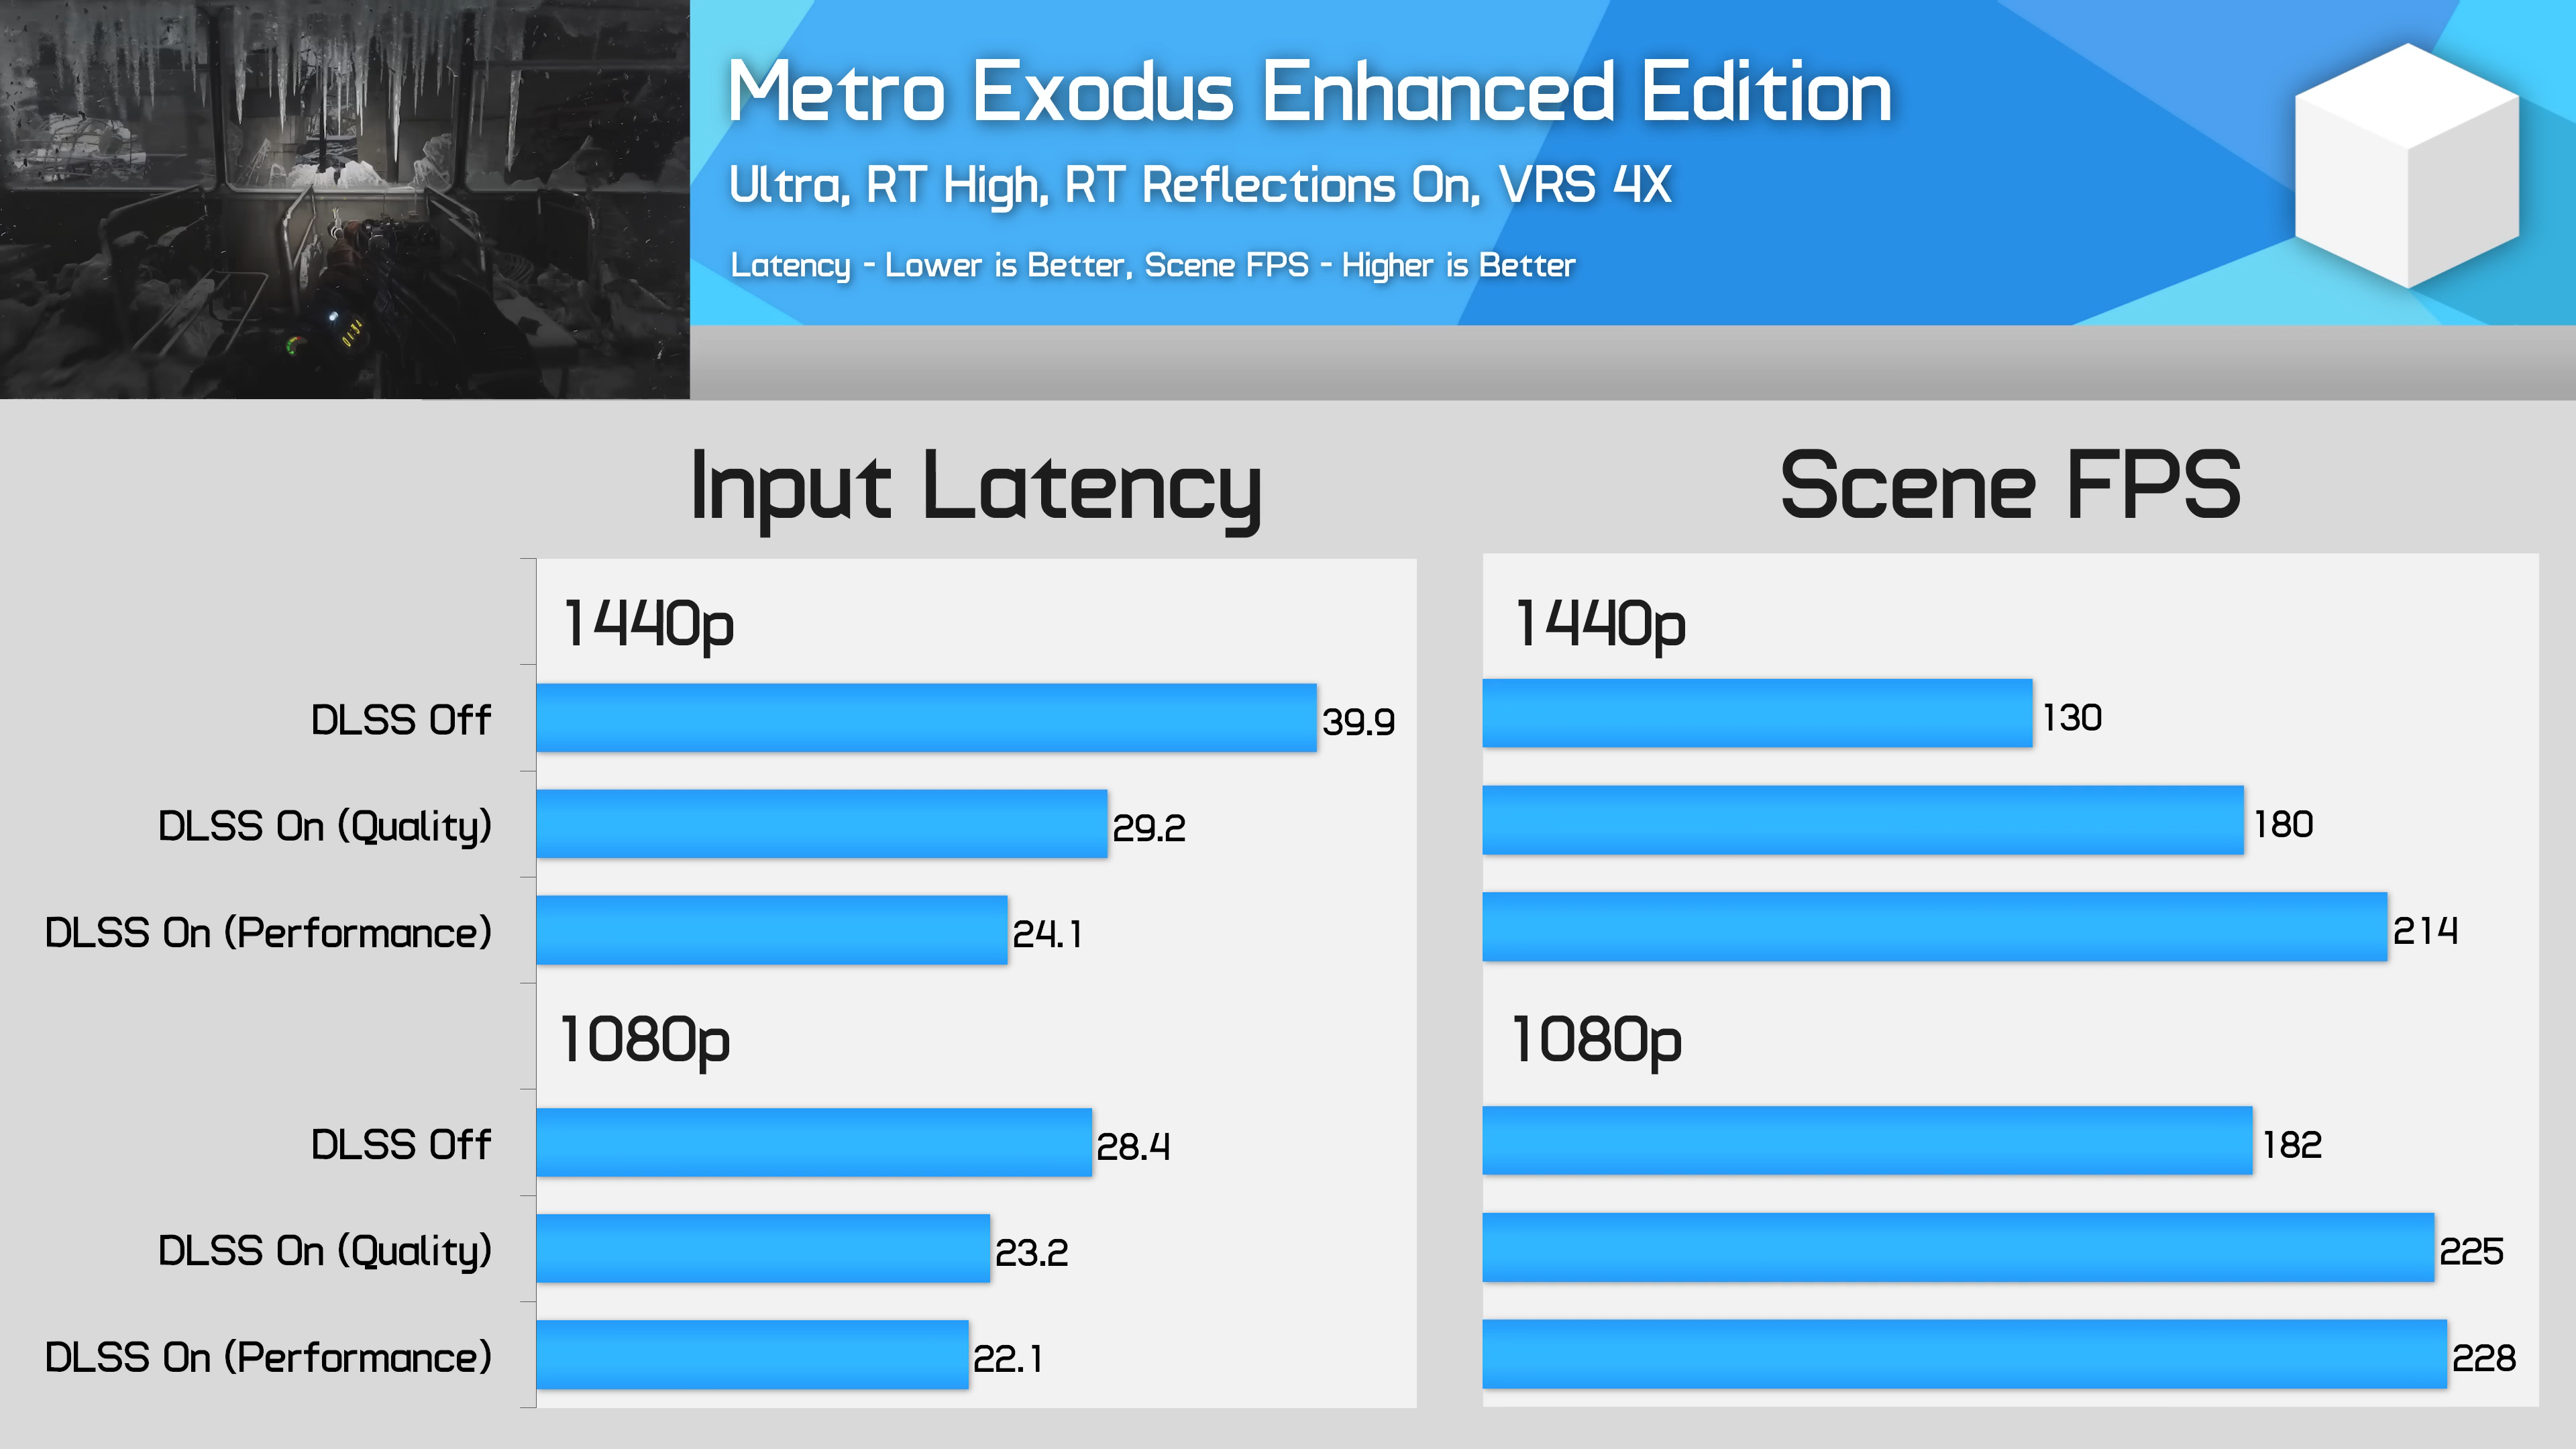 Metro Exodus Enhanced Edition
Ultra, RT High, RT Reflections On, VRS 4X
Latency - Lower is Better, Scene FPS - Higher is Better
Input Latency
1440p
DLSS Off 39.9
DLSS On (Quality) 29.2
DLSS On (Performance) 24.1
1080p
DLSS Off 28.4
DLSS On (Quality) 23.2
DLSS On (Performance) 22.1
Scene FPS
1440p
130
180
214
1080p
182
225
228